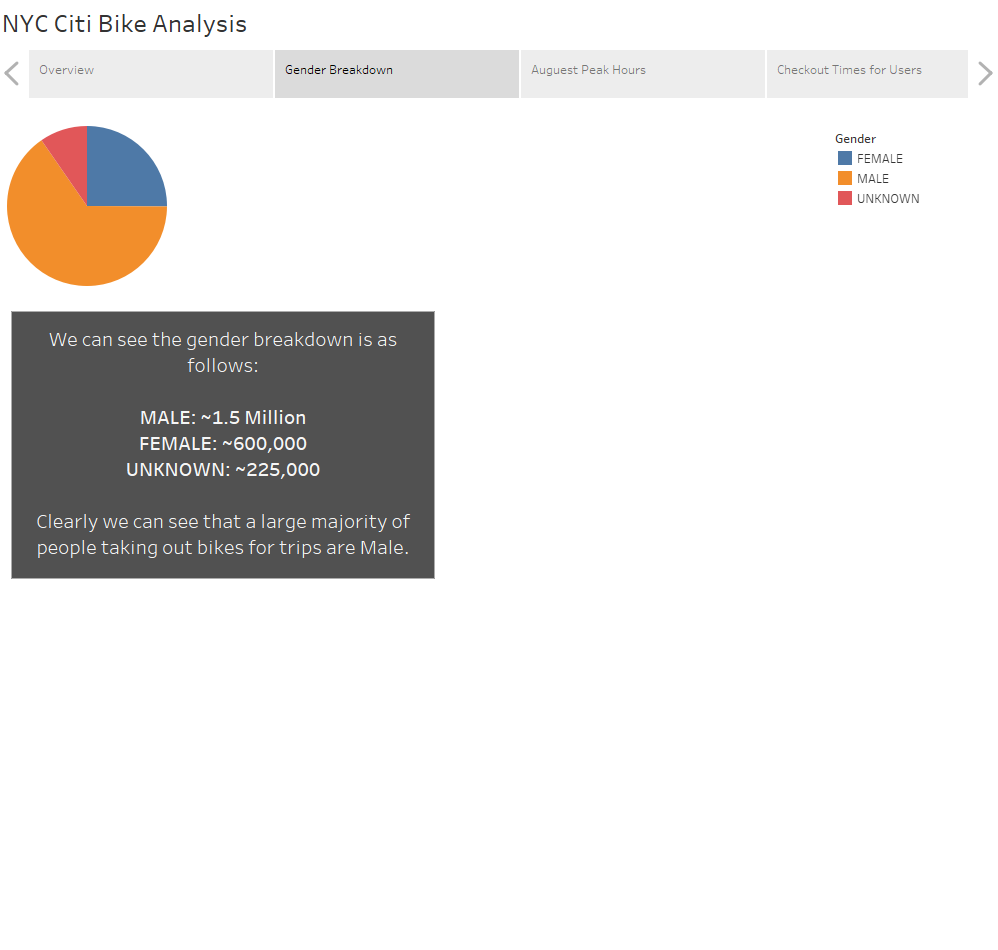 NYC Citi Bike Analysis
Overview
Gender Breakdown
Auguest Peak Hours
Checkout Times for Users
Gender
FEMALE
MALE
UNKNOWN
We can see the gender breakdown is as
follows:
MALE: ~1.5 Million
FEMALE: ~600,000
UNKNOWN: ~225,000
Clearly we can see that a large majority of
people taking out bikes for trips are Male.